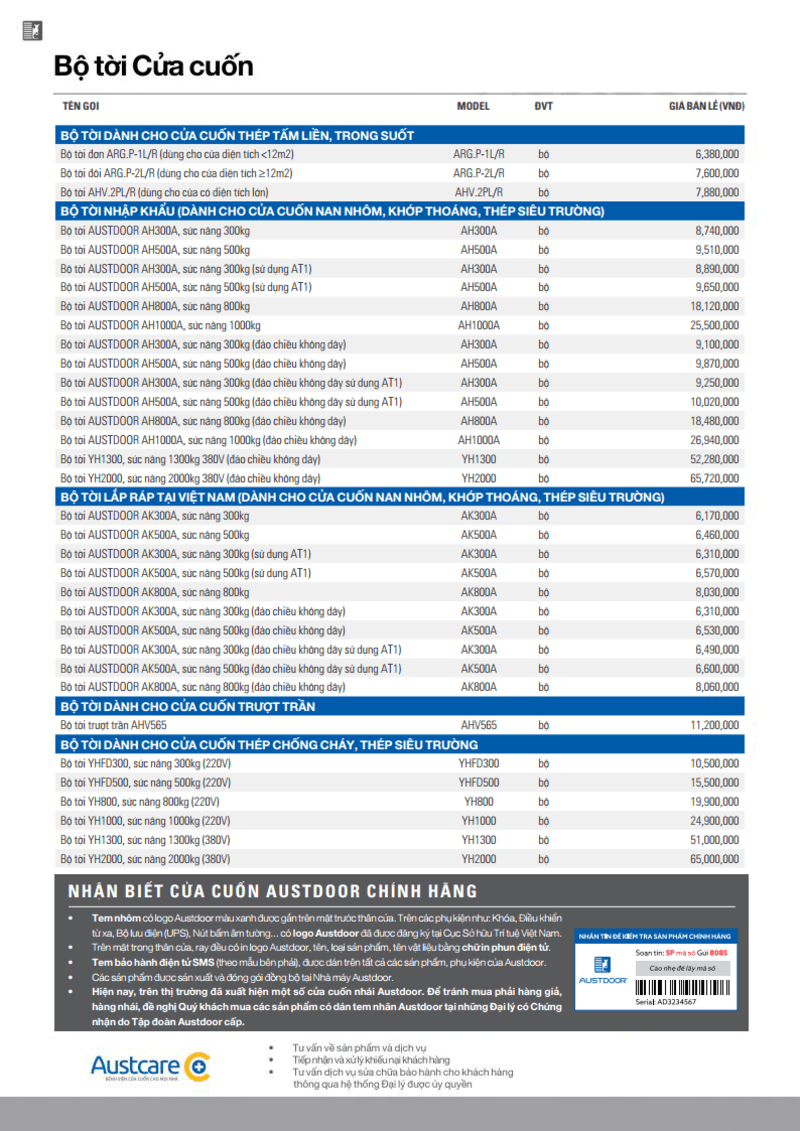 Bộ tời Cửa cuốn
TÊN GỌI MODEL ĐVT GIÁ BÁN LẺ (VNĐ)
BỘ TỜI DÀNH CHO CỬA CUỐN THÉP TẤM LIỀN, TRONG SUỐT
Bộ tời đơn ARG.P-1L/R (dùng cho cửa diện tích <12m2) ARG.P-1L/R bộ 6,380,000
Bộ tời đôi ARG.P-2L/R (dùng cho cửa diện tích ≥12m2) ARG.P-2L/R bộ 7,600,000
Bộ tời AHV.2PL/R (dùng cho cửa có diện tích lớn) AHV.2PL/R bộ 7,880,000
BỘ TỜI NHẬP KHẨU (DÀNH CHO CỬA CUỐN NAN NHÔM, KHỚP THOÁNG, THÉP SIÊU TRƯỜNG)
Bộ tời AUSTDOOR AH300A, sức nâng 300kg AH300A bộ 8,740,000
Bộ tời AUSTDOOR AH500A, sức nâng 500kg AH500A bộ 9,510,000
Bộ tời AUSTDOOR AH300A, sức nâng 300kg (sử dụng AT1) AH300A bộ 8,890,000
Bộ tời AUSTDOOR AH500A, sức nâng 500kg (sử dụng AT1) AH500A bộ 9,650,000
Bộ tời AUSTDOOR AH800A, sức nâng 800kg AH800A bộ 18,120,000
Bộ tời AUSTDOOR AH1000A, sức nâng 1000kg AH1000A bộ 25,500,000
Bộ tời AUSTDOOR AH300A, sức nâng 300kg (đảo chiều không dây) AH300A bộ 9,100,000
Bộ tời AUSTDOOR AH500A, sức nâng 500kg (đảo chiều không dây) AH500A bộ 9,870,000
Bộ tời AUSTDOOR AH300A, sức nâng 300kg (đảo chiều không dây sử dụng AT1) AH300A bộ 9,250,000
Bộ tời AUSTDOOR AH500A, sức nâng 500kg (đảo chiều không dây sử dụng AT1) AH500A bộ 10,020,000
Bộ tời AUSTDOOR AH800A, sức nâng 800kg (đảo chiều không dây) AH800A bộ 18,480,000
Bộ tời AUSTDOOR AH1000A, sức nâng 1000kg (đảo chiều không dây) AH1000A bộ 26,940,000
Bộ tời YH1300, sức nâng 1300kg 380V (đảo chiều không dây) YH1300 bộ 52,280,000
Bộ tời YH2000, sức nâng 2000kg 380V (đảo chiều không dây) YH2000 bộ 65,720,000
BỘ TỜI LẮP RÁP TẠI VIỆT NAM (DÀNH CHO CỬA CUỐN NAN NHÔM, KHỚP THOÁNG, THÉP SIÊU TRƯỜNG)
Bộ tời AUSTDOOR AK300A, sức nâng 300kg AK300A bộ 6,170,000
Bộ tời AUSTDOOR AK500A, sức nâng 500kg AK500A bộ 6,460,000
Bộ tời AUSTDOOR AK300A, sức nâng 300kg (sử dụng AT1) AK300A bộ 6,310,000
Bộ tời AUSTDOOR AK500A, sức nâng 500kg (sử dụng AT1) AK500A bộ 6,570,000
Bộ tời AUSTDOOR AK800A, sức nâng 800kg AK800A bộ 8,030,000
Bộ tời AUSTDOOR AK300A, sức nâng 300kg (đảo chiều không dây) AK300A bộ 6,310,000
Bộ tời AUSTDOOR AK500A, sức nâng 500kg (đảo chiều không dây) AK500A bộ 6,530,000
Bộ tời AUSTDOOR AK300A, sức nâng 300kg (đảo chiều không dây sử dụng AT1) AK300A bộ 6,490,000
Bộ tời AUSTDOOR AK500A, sức nâng 500kg (đảo chiều không dây sử dụng AT1) AK500A bộ 6,600,000
Bộ tời AUSTDOOR AK800A, sức nâng 800kg (đảo chiều không dây) AK800A bộ 8,060,000
BỘ TỜI DÀNH CHO CỬA CUỐN TRƯỢT TRẦN
Bộ tời trượt trần AHV565 AHV565 bộ 11,200,000
BỘ TỜI DÀNH CHO CỬA CUỐN THÉP CHỐNG CHÁY, THÉP SIÊU TRƯỜNG
Bộ tời YHFD300, sức nâng 300kg (220V) YHFD300 bộ 10,500,000
Bộ tời YHFD500, sức nâng 500kg (220V) YHFD500 bộ 15,500,000
Bộ tời YH800, sức nâng 800kg (220V) YH800 bộ 19,900,000
Bộ tời YH1000, sức nâng 1000kg (220V) YH1000 bộ 24,900,000
Bộ tời YH1300, sức nâng 1300kg (380V) YH1300 bộ 51,000,000
Bộ tời YH2000, sức nâng 2000kg (380V) YH2000 bộ 65,000,000
NHẬN BIẾT CỬA CUỐN AUSTDOOR CHÍNH HÃNG
• Tem nhôm có logo Austdoor màu xanh được gắn trên mặt trước thân cửa. Trên các phụ kiện như: Khóa, Điều khiển
từ xa, Bộ lưu điện (UPS), Nút bấm âm tường... có logo Austdoor đã được đăng ký tại Cục Sở hữu Trí tuệ Việt Nam.
• Trên mặt trong thân cửa, ray đều có in logo Austdoor, tên, loại sản phẩm, tên vật liệu bằng chữ in phun điện tử.
• Tem bảo hành điện tử SMS (theo mẫu bên phải), được dán trên tất cả các sản phẩm, phụ kiện của Austdoor.
• Các sản phẩm được sản xuất và đóng gói đồng bộ tại Nhà máy Austdoor.
• Hiện nay, trên thị trường đã xuất hiện một số cửa cuốn nhái Austdoor. Để tránh mua phải hàng giả,
hàng nhái, đề nghị Quý khách mua các sản phẩm có dán tem nhãn Austdoor tại những Đại lý có Chứng
nhận do Tập đoàn Austdoor cấp.
NHẮN TIN ĐỂ KIỂM TRA SẢN PHẨM CHÍNH HÃNG
Soạn tin: SP mã số Gửi 8085
Cào nhẹ để lấy mã số
AUSTDOOR
Serial: AD3234567
Austcare
BỆNH VIỆN CỬA CUỐN CHO MỌI NHÀ
• Tư vấn về sản phẩm và dịch vụ
• Tiếp nhận và xử lý khiếu nại khách hàng
• Tư vấn dịch vụ sửa chữa bảo hành cho khách hàng
thông qua hệ thống Đại lý được ủy quyền